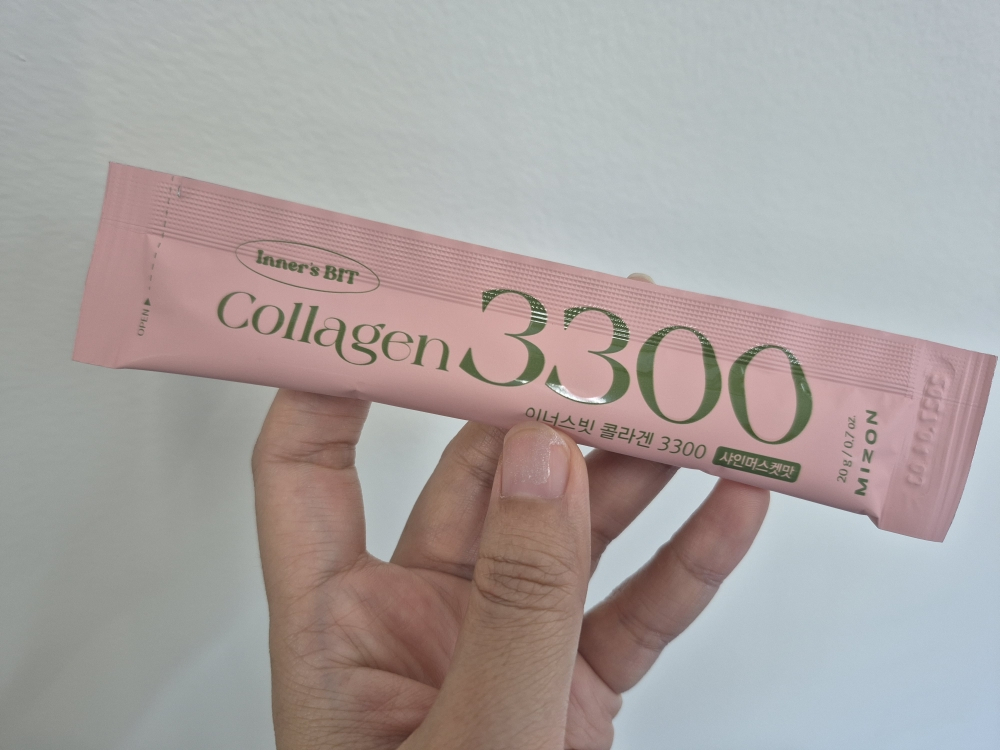 Inner's BIT
Collagen 3300
이너스빗 콜라겐 3300
샤인머스켓맛
OPEN ▲
20 g / 0.7 oz.
MIZON